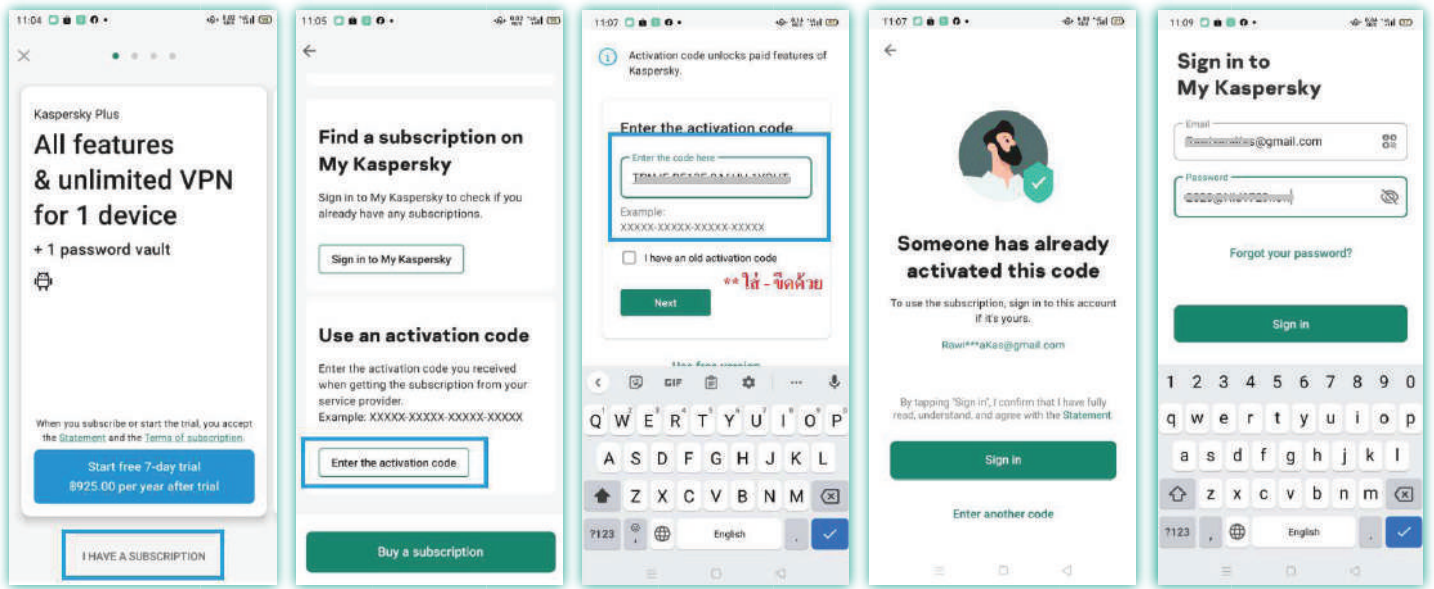 11:04
Kaspersky Plus
All features
& unlimited VPN
for 1 device
+ 1 password vault
When you subscribe or start the trial, you accept
the Statement and the Terms of subscription.
Start free 7-day trial
฿925.00 per year after trial
I HAVE A SUBSCRIPTION
11:05
Find a subscription on
My Kaspersky
Sign in to My Kaspersky to check if you
already have any subscriptions.
Sign in to My Kaspersky
Use an activation code
Enter the activation code you received
when getting the subscription from your
service provider.
Example: XXXXX-XXXXX-XXXXX-XXXXX
Enter the activation code
Buy a subscription
11:07
Activation code unlocks paid features of
Kaspersky.
Enter the activation code
Enter the code here
Example:
XXXXX-XXXXX-XXXXX-XXXXX
I have an old activation code
** ใส่ - ขีดด้วย
Next
Use free version
GIF
Q W E R T Y U I O P
A S D F G H J K L
Z X C V B N M
?123 , English .
11:07
Someone has already
activated this code
To use the subscription, sign in to this account
if it's yours.
Rawi***aKas@gmail.com
By tapping "Sign in", I confirm that I have fully
read, understand, and agree with the Statement.
Sign in
Enter another code
11:09
Sign in to
My Kaspersky
Email
s@gmail.com
Password
Forgot your password?
Sign in
1 2 3 4 5 6 7 8 9 0
q w e r t y u i o p
a s d f g h j k l
z x c v b n m
?123 , English .